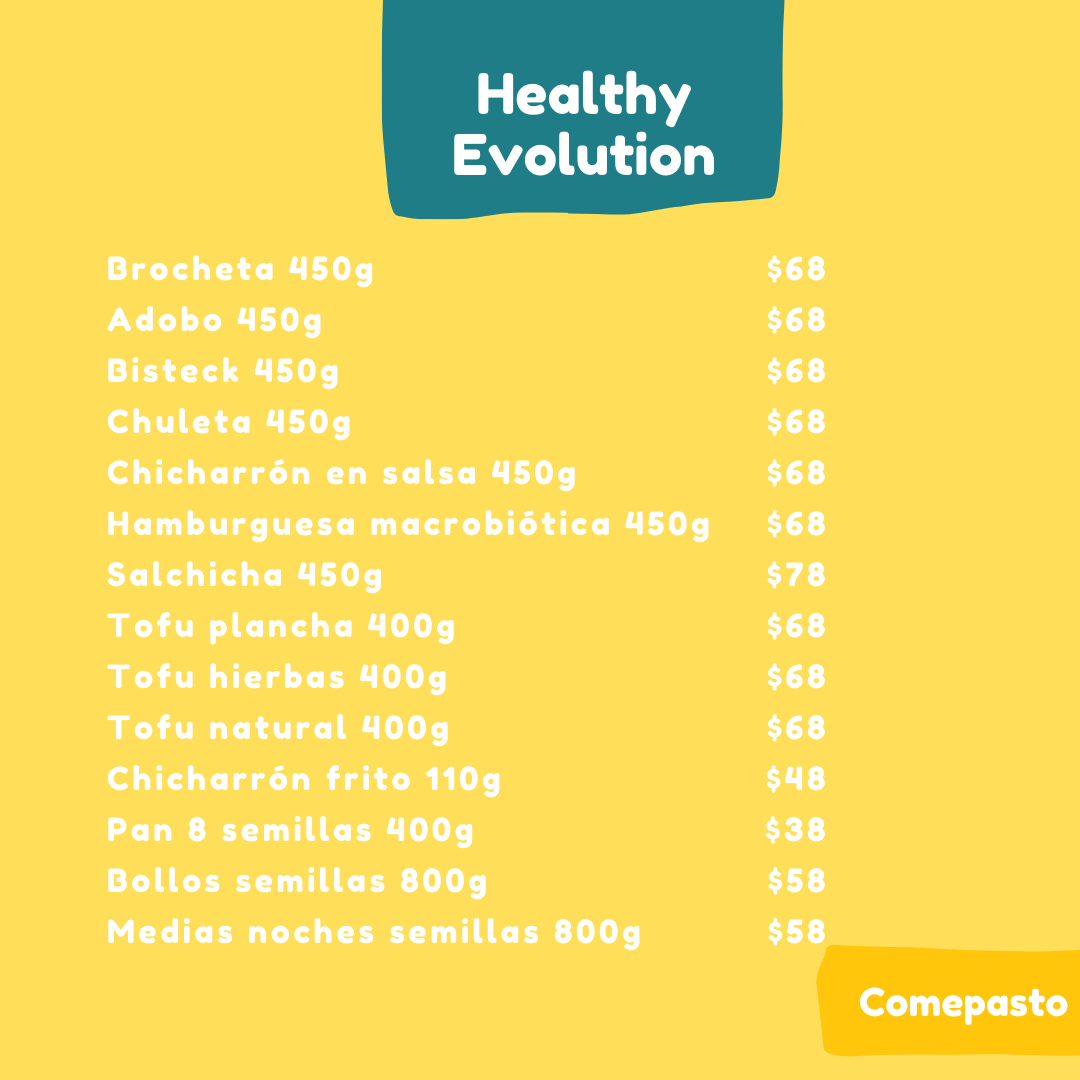 Healthy
Evolution
Brocheta 450g $68
Adobo 450g $68
Bisteck 450g $68
Chuleta 450g $68
Chicharrón en salsa 450g $68
Hamburguesa macrobiótica 450g $68
Salchicha 450g $78
Tofu plancha 400g $68
Tofu hierbas 400g $68
Tofu natural 400g $68
Chicharrón frito 110g $48
Pan 8 semillas 400g $38
Bollos semillas 800g $58
Medias noches semillas 800g $58
Comepasto